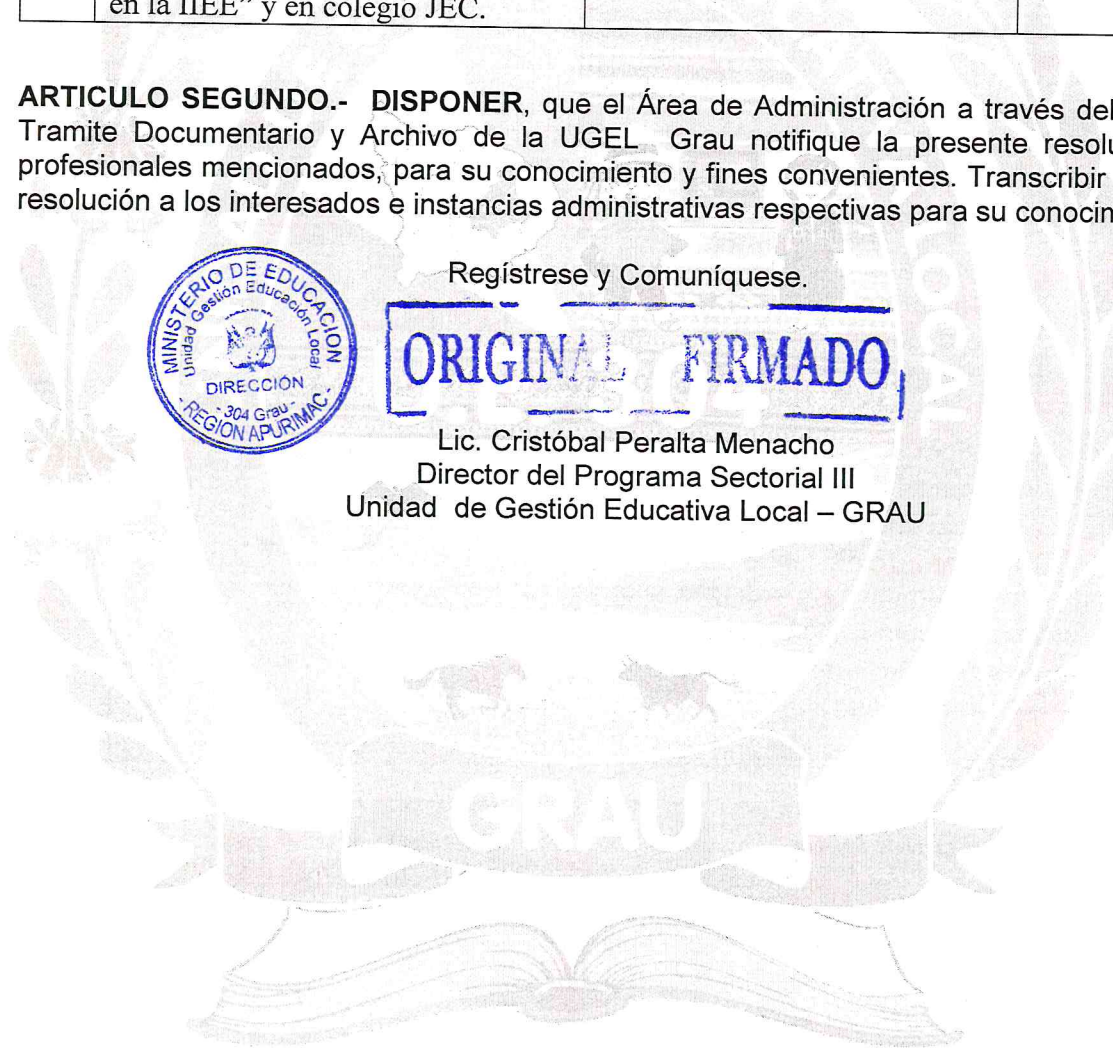 en la IIEE" y en colegio JEC.
ARTICULO SEGUNDO.- DISPONER, que el Área de Administración a través del
Tramite Documentario y Archivo de la UGEL Grau notifique la presente resolu
profesionales mencionados, para su conocimiento y fines convenientes. Transcribir
resolución a los interesados e instancias administrativas respectivas para su conocin
Regístrese y Comuníquese.
MINISTERIO DE EDUCACION
Unidad Gestión Educación Local
DIRECCIÓN
- 304 Grau -
- REGION APURIMAC -
ORIGINAL FIRMADO
Lic. Cristóbal Peralta Menacho
Director del Programa Sectorial III
Unidad de Gestión Educativa Local – GRAU
GRAU